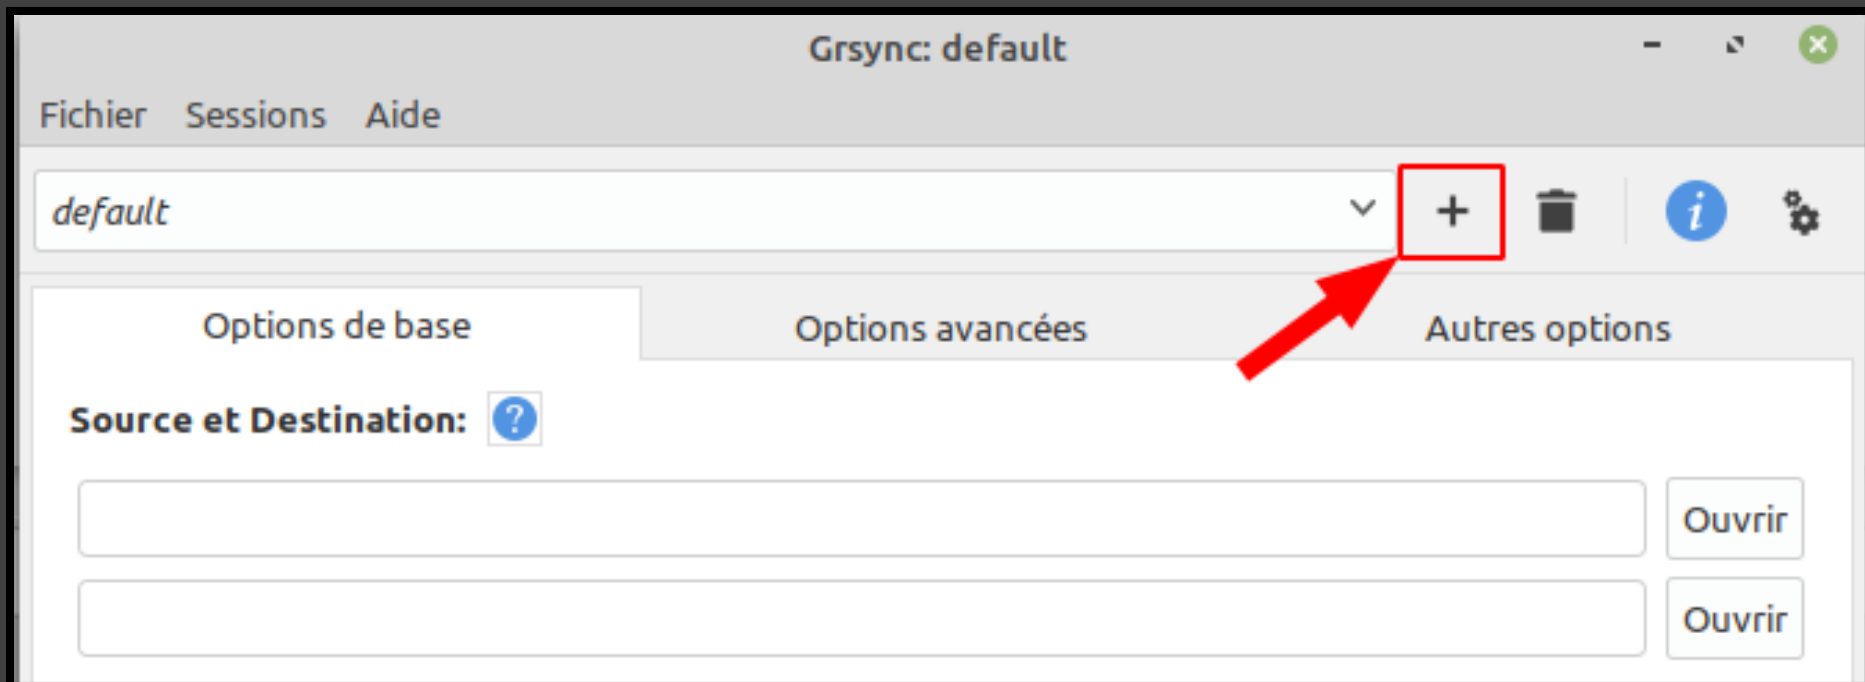 Grsync: default
Fichier Sessions Aide
default
Options de base Options avancées Autres options
Source et Destination: ?
Ouvrir
Ouvrir